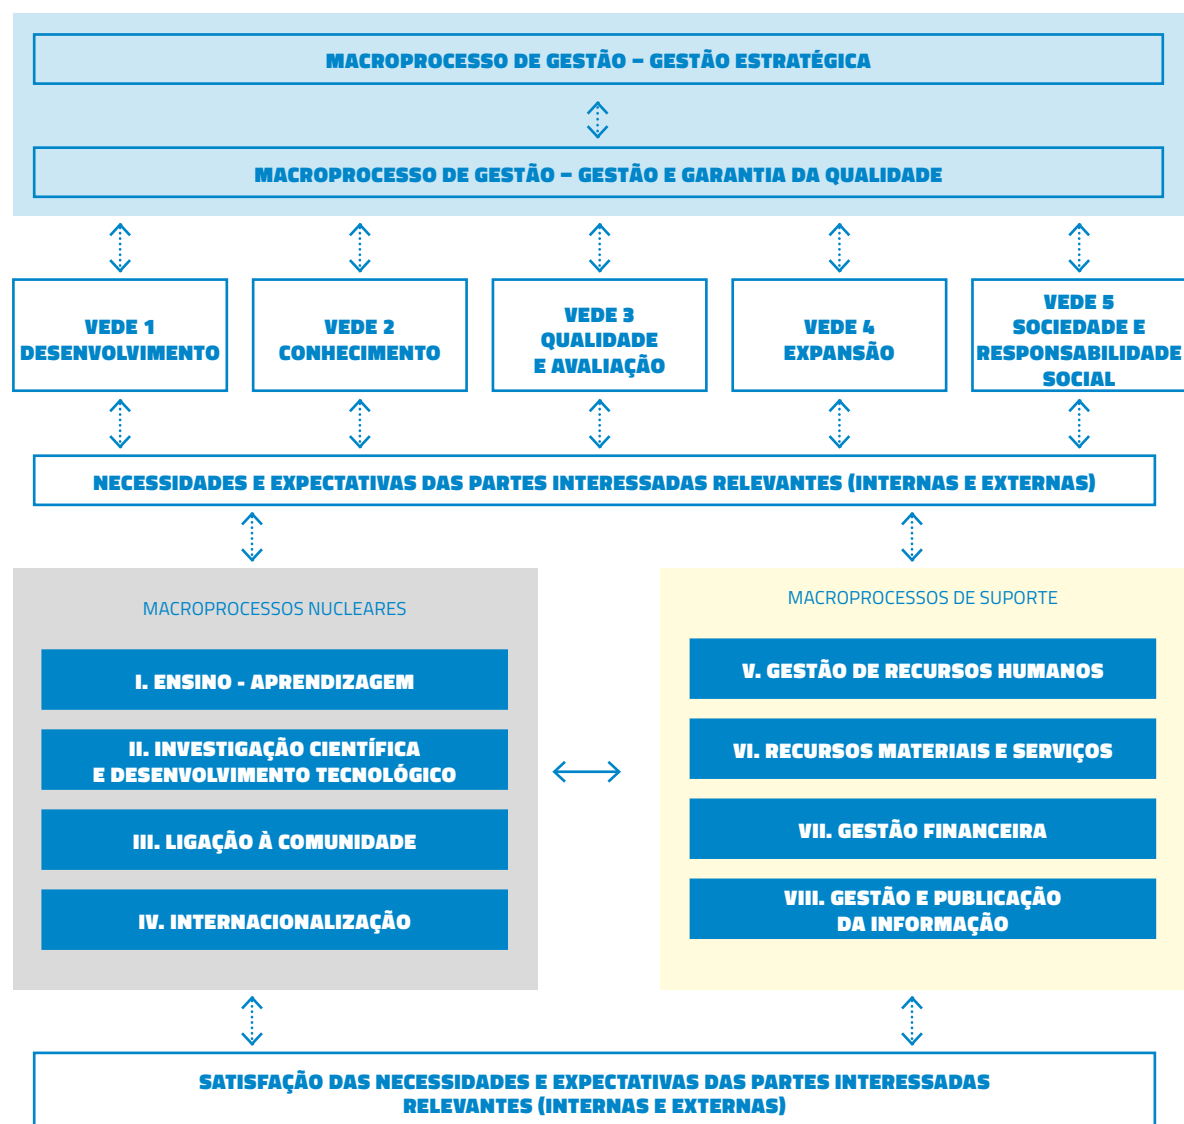 MACROPROCESSO DE GESTÃO – GESTÃO ESTRATÉGICA
MACROPROCESSO DE GESTÃO – GESTÃO E GARANTIA DA QUALIDADE
VEDE 1
DESENVOLVIMENTO
VEDE 2
CONHECIMENTO
VEDE 3
QUALIDADE
E AVALIAÇÃO
VEDE 4
EXPANSÃO
VEDE 5
SOCIEDADE E
RESPONSABILIDADE
SOCIAL
NECESSIDADES E EXPECTATIVAS DAS PARTES INTERESSADAS RELEVANTES (INTERNAS E EXTERNAS)
MACROPROCESSOS NUCLEARES
I. ENSINO - APRENDIZAGEM
II. INVESTIGAÇÃO CIENTÍFICA
E DESENVOLVIMENTO TECNOLÓGICO
III. LIGAÇÃO À COMUNIDADE
IV. INTERNACIONALIZAÇÃO
MACROPROCESSOS DE SUPORTE
V. GESTÃO DE RECURSOS HUMANOS
VI. RECURSOS MATERIAIS E SERVIÇOS
VII. GESTÃO FINANCEIRA
VIII. GESTÃO E PUBLICAÇÃO
DA INFORMAÇÃO
SATISFAÇÃO DAS NECESSIDADES E EXPECTATIVAS DAS PARTES INTERESSADAS
RELEVANTES (INTERNAS E EXTERNAS)